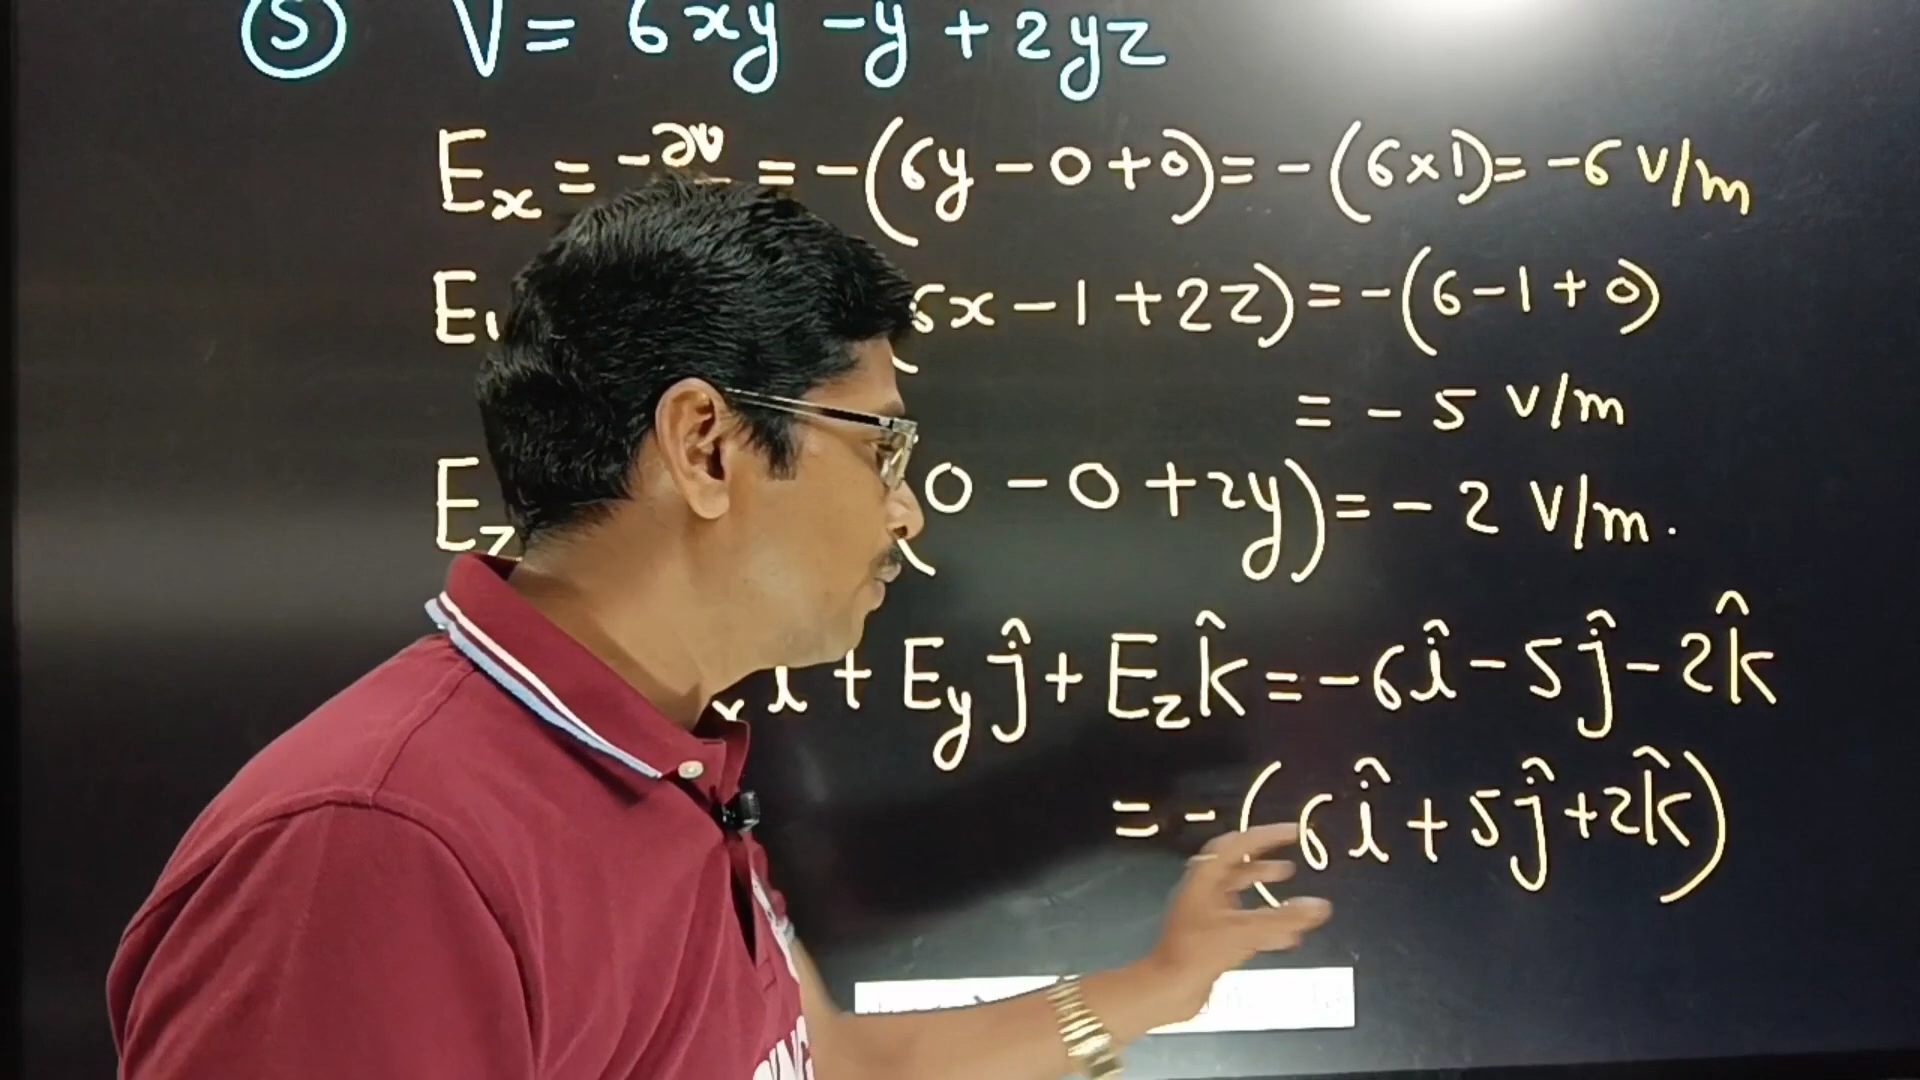 5 V = 6xy - y + 2yz
Ex = -∂v = -(6y - 0 + 0) = -(6×1) = -6 V/m
6x - 1 + 2z) = -(6 - 1 + 0)
= - 5 V/m
Ez (0 - 0 + 2y) = - 2 V/m.
x î + Ey ĵ + Ez k̂ = -6î - 5ĵ - 2k̂
= -(6î + 5ĵ + 2k̂)